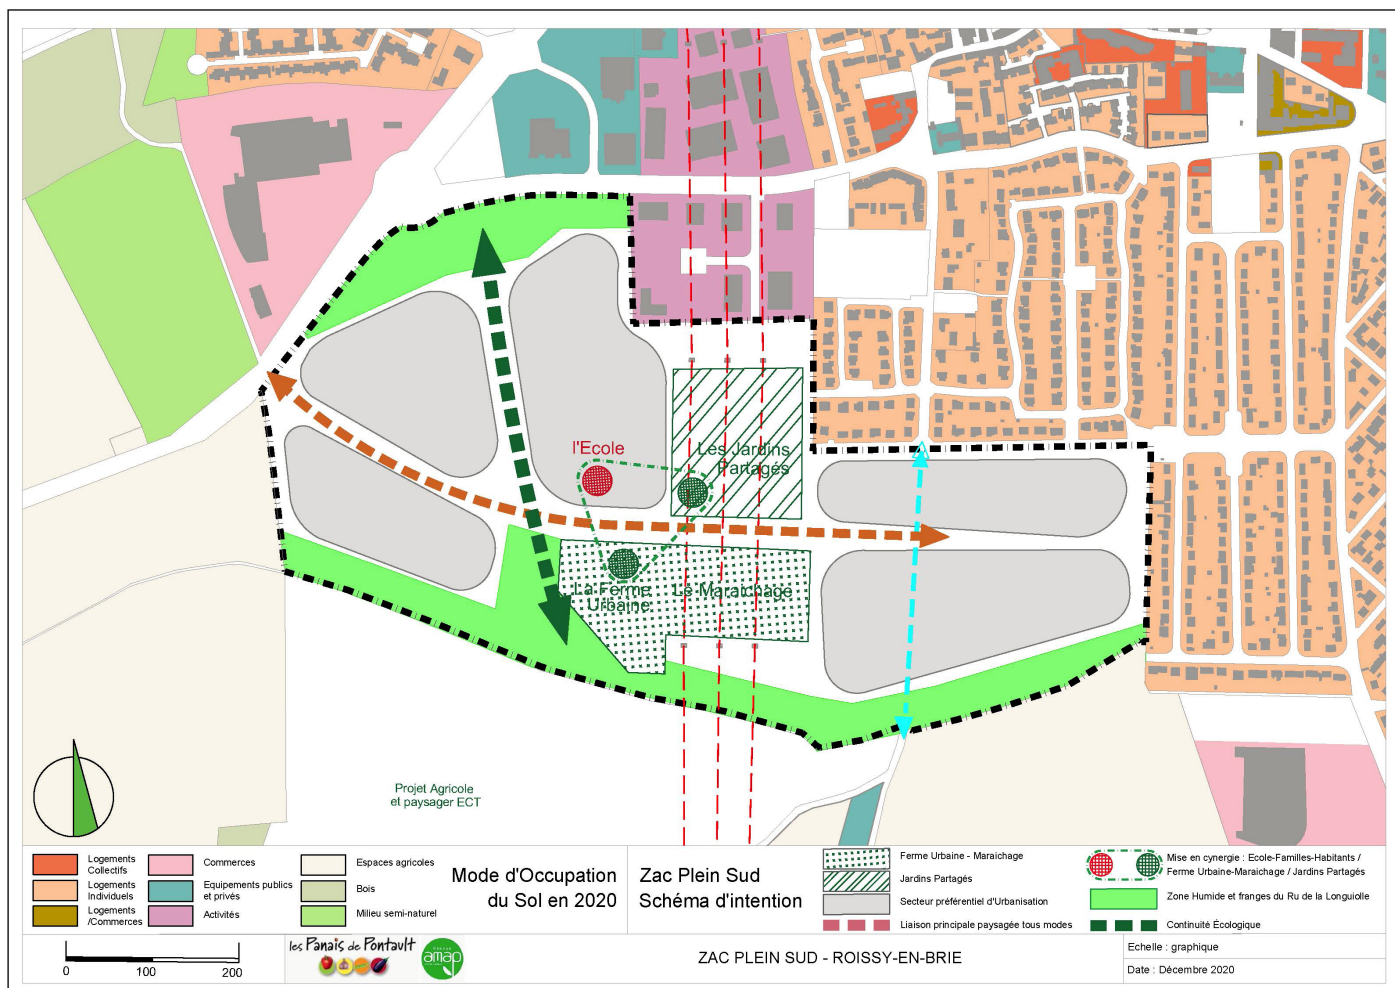 l'Ecole
Les Jardins
Partagés
La Ferme
Urbaine
Le Maraichage
Projet Agricole
et paysager ECT
Logements
Collectifs
Logements
Individuels
Logements
/Commerces
Commerces
Equipements publics
et privés
Activités
Espaces agricoles
Bois
Milieu semi-naturel
Mode d'Occupation
du Sol en 2020
Zac Plein Sud
Schéma d'intention
Ferme Urbaine - Maraichage
Jardins Partagés
Secteur préférentiel d'Urbanisation
Liaison principale paysagée tous modes
Mise en cynergie : Ecole-Familles-Habitants /
Ferme Urbaine-Maraichage / Jardins Partagés
Zone Humide et franges du Ru de la Longuiolle
Continuité Écologique
0 100 200
les Panais de Pontault
amap
ZAC PLEIN SUD - ROISSY-EN-BRIE
Echelle : graphique
Date : Décembre 2020